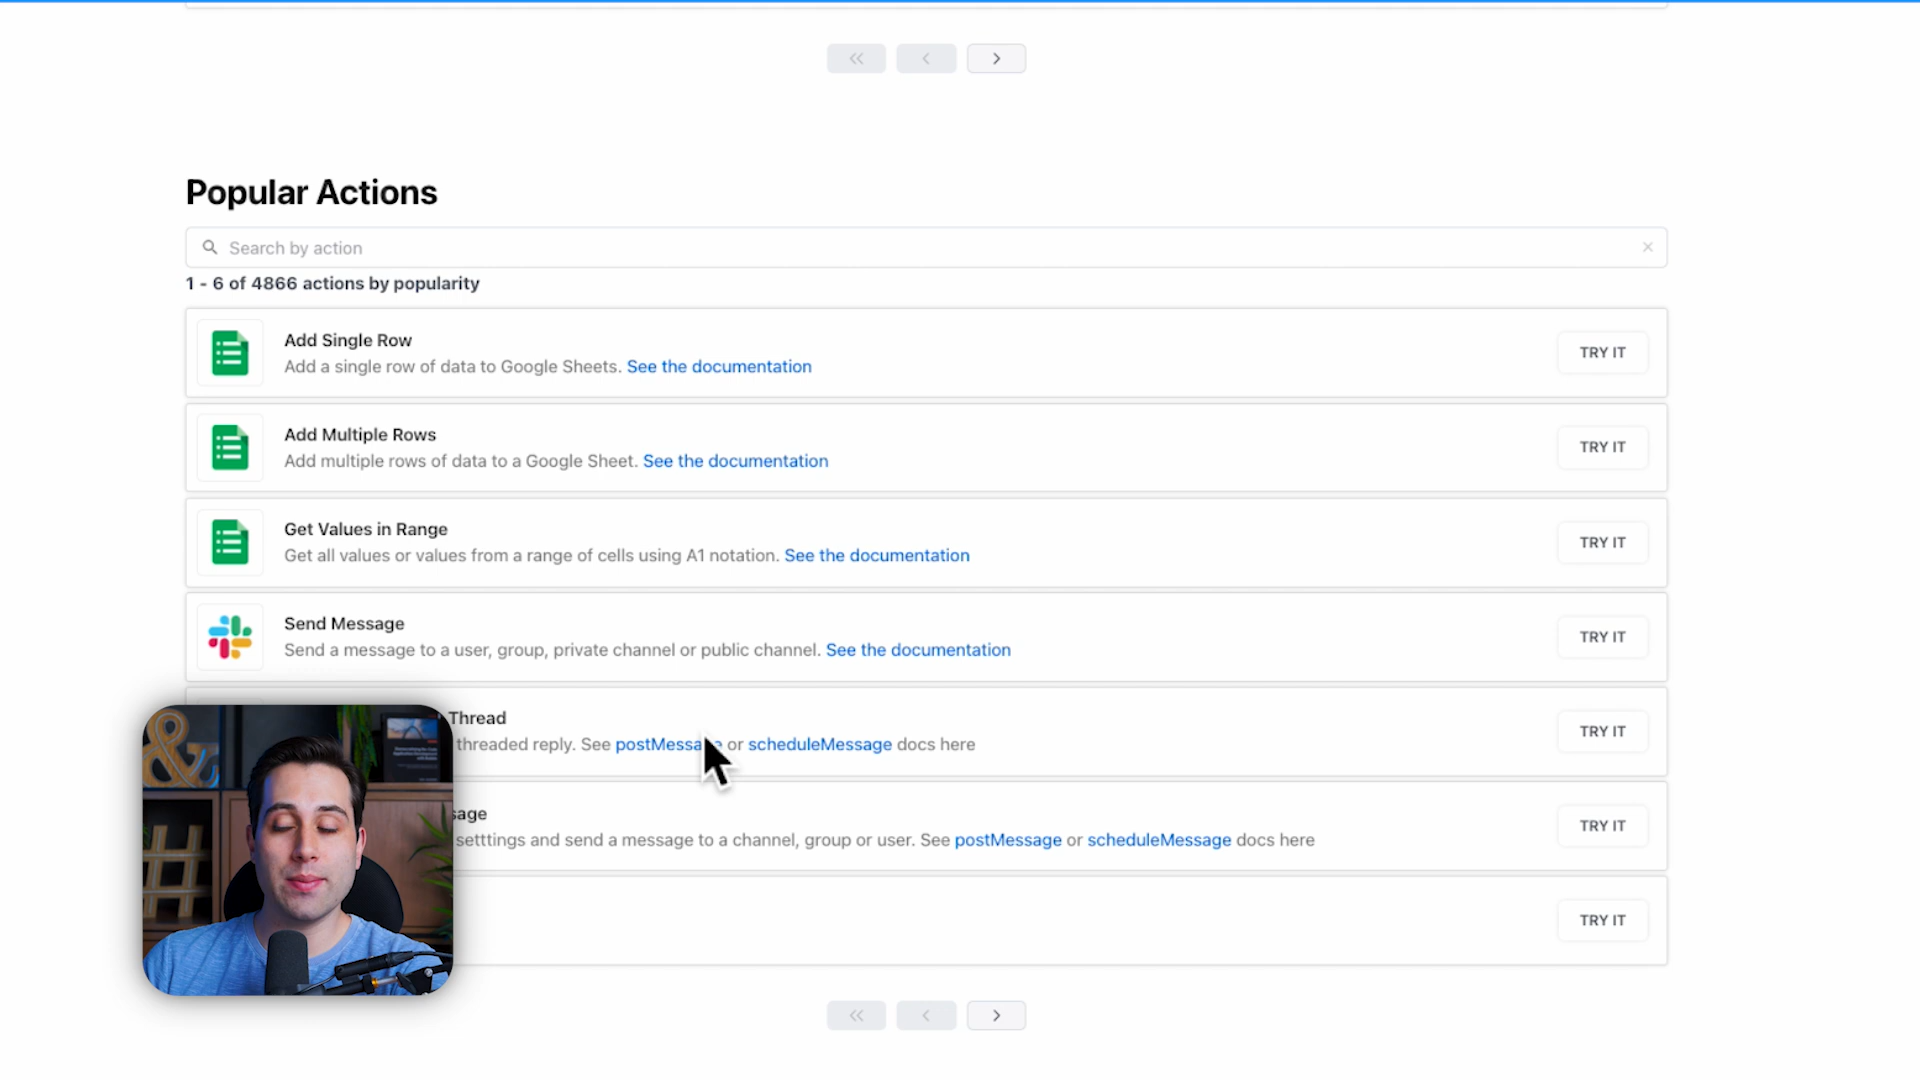 Popular Actions
Search by action
1 - 6 of 4866 actions by popularity
Add Single Row
Add a single row of data to Google Sheets. See the documentation
TRY IT
Add Multiple Rows
Add multiple rows of data to a Google Sheet. See the documentation
TRY IT
Get Values in Range
Get all values or values from a range of cells using A1 notation. See the documentation
TRY IT
Send Message
Send a message to a user, group, private channel or public channel. See the documentation
TRY IT
Thread
threaded reply. See postMessage or scheduleMessage docs here
TRY IT
sage
setttings and send a message to a channel, group or user. See postMessage or scheduleMessage docs here
TRY IT
TRY IT